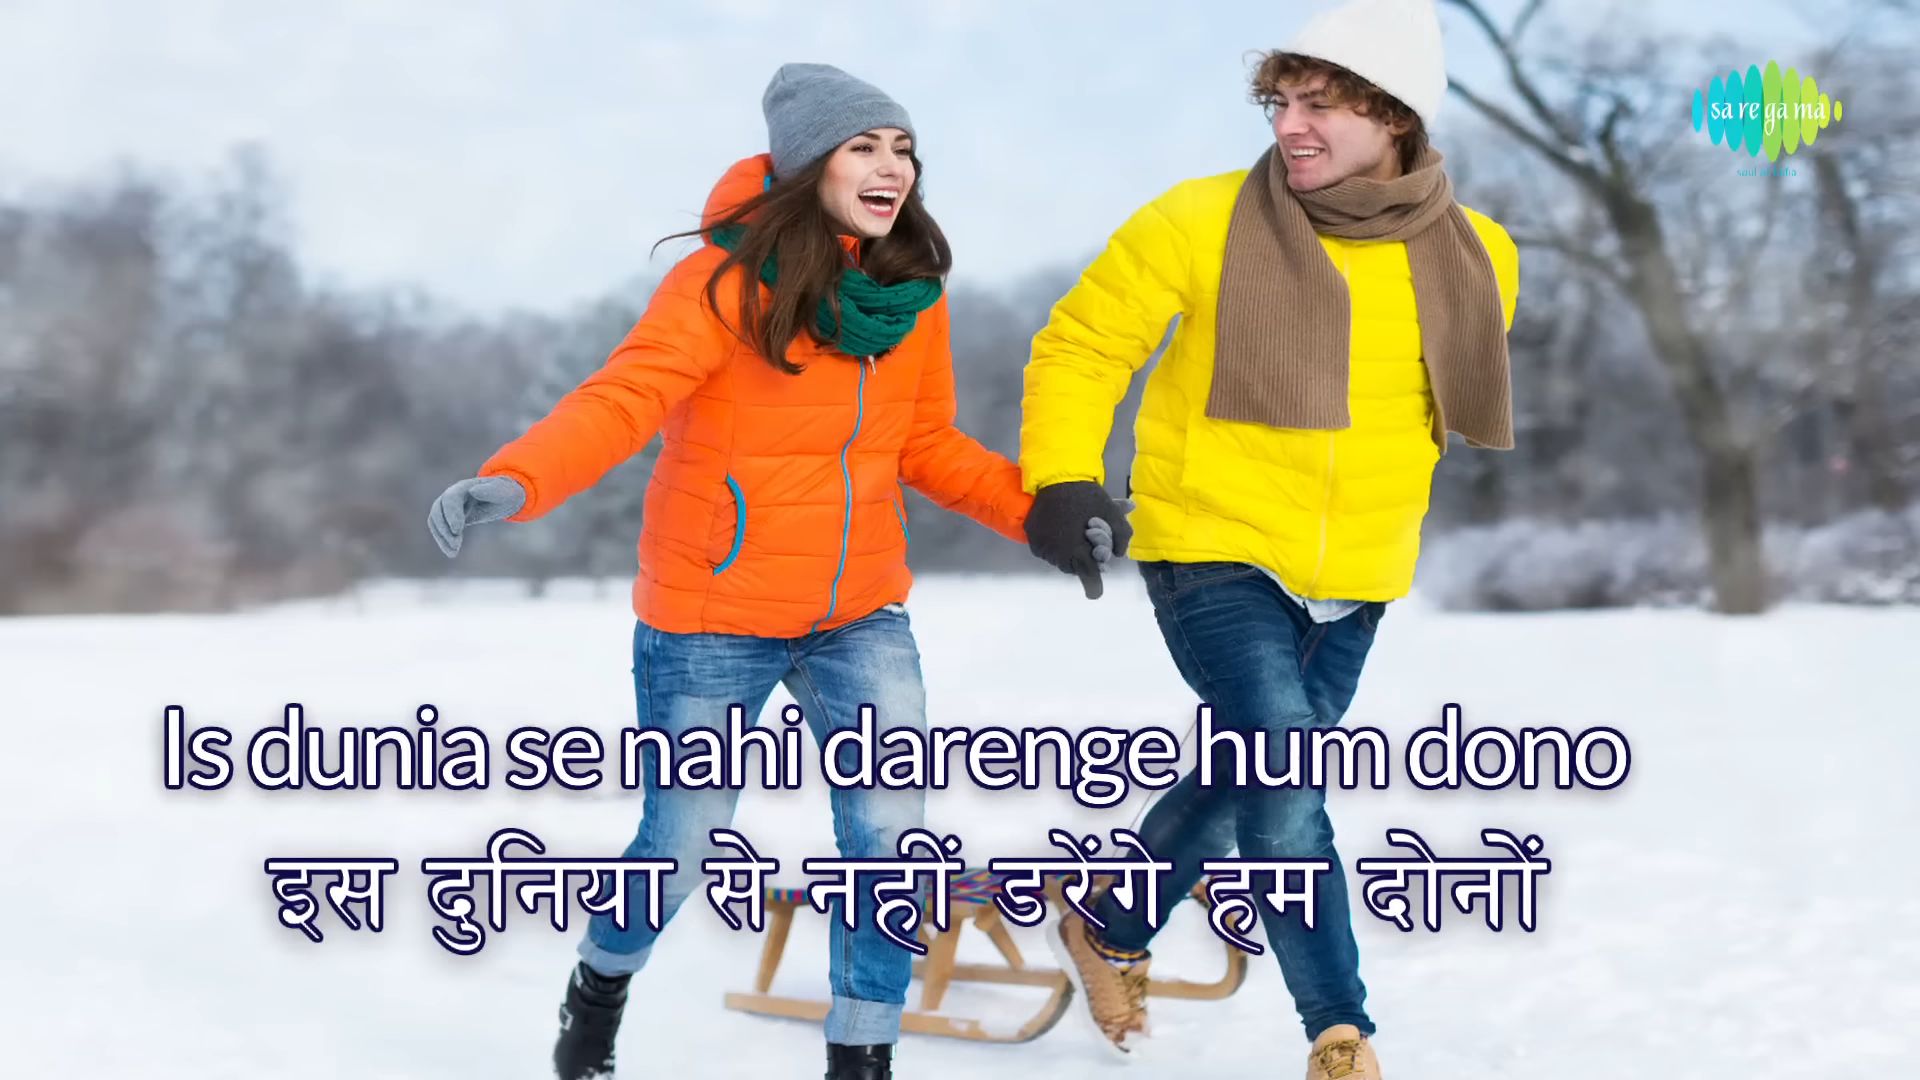 sa re ga ma
Is dunia se nahi darenge hum dono
इस दुनिया से नहीं डरेंगे हम दोनों